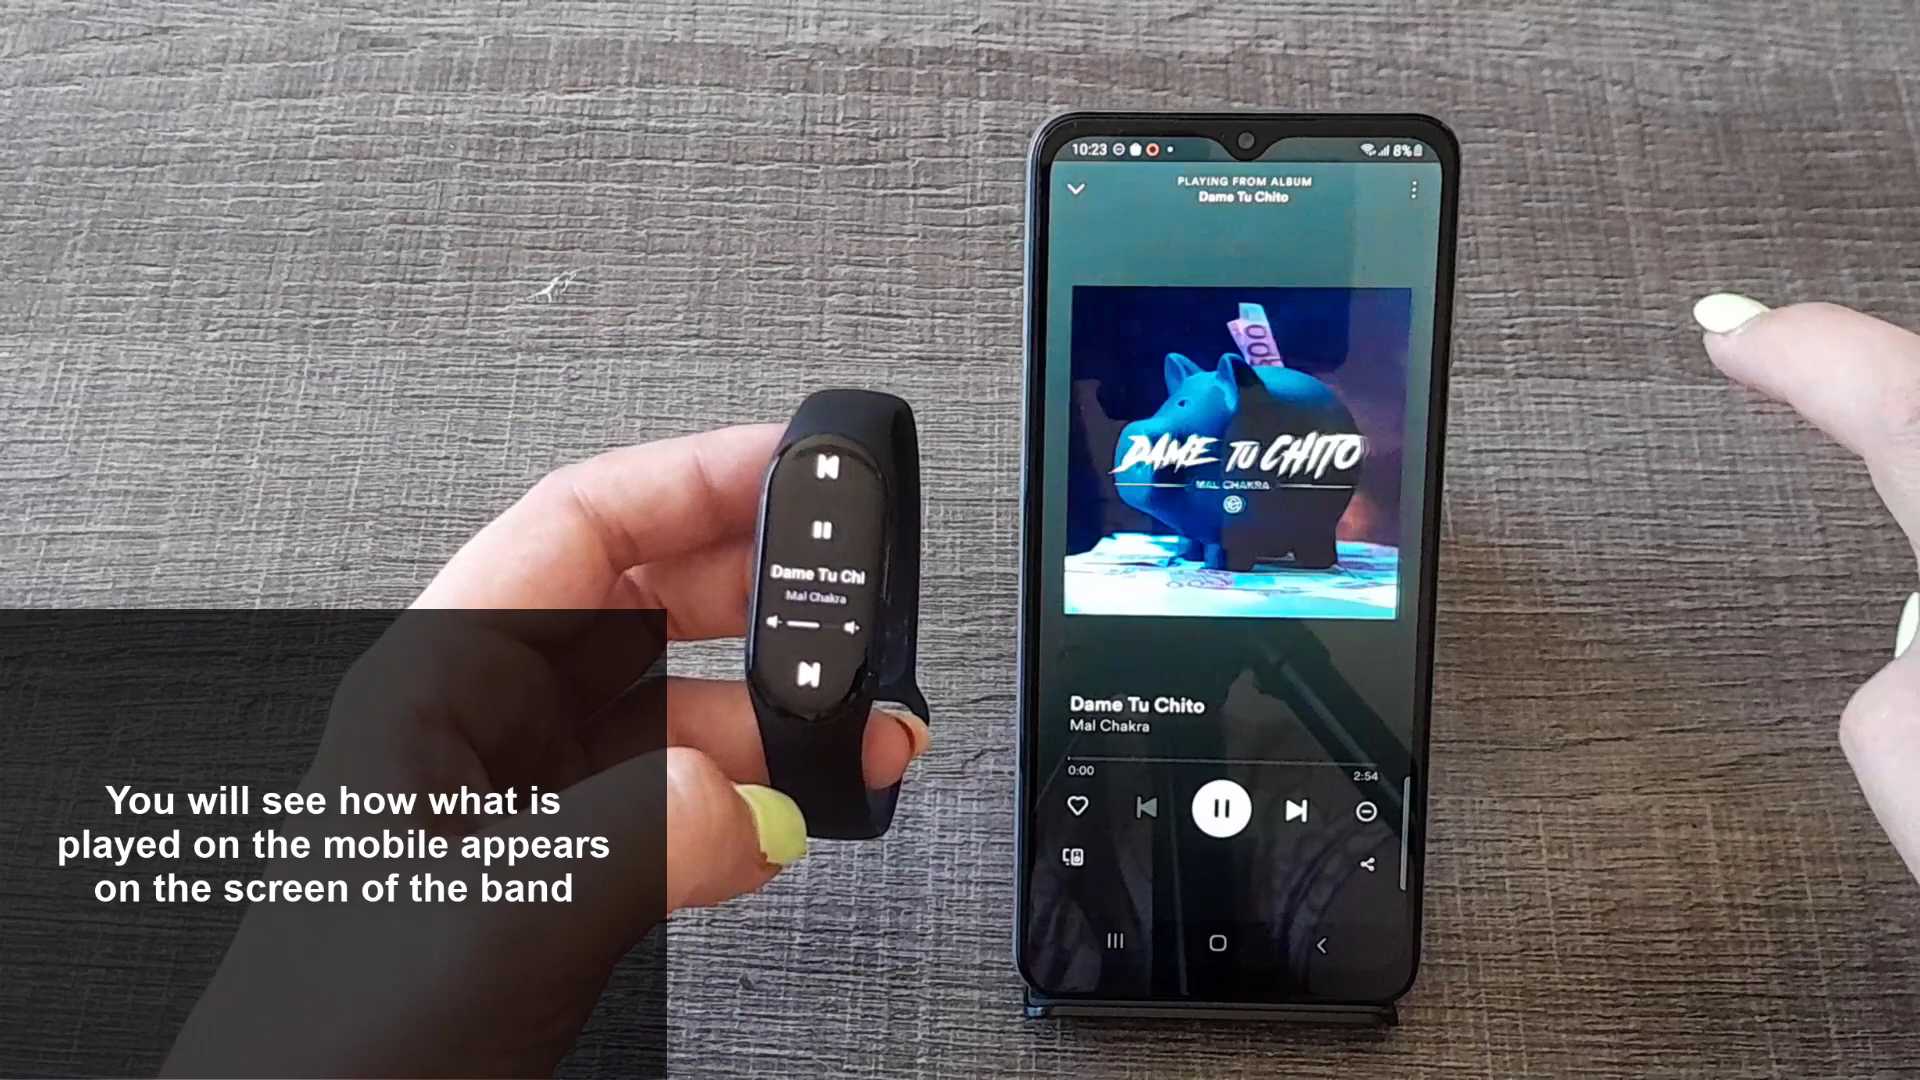 10:23
8%
PLAYING FROM ALBUM
Dame Tu Chito
DAME TU CHITO
MAL CHAKRA
Dame Tu Chi
Mal Chakra
Dame Tu Chito
Mal Chakra
0:00
2:54
You will see how what is
played on the mobile appears
on the screen of the band